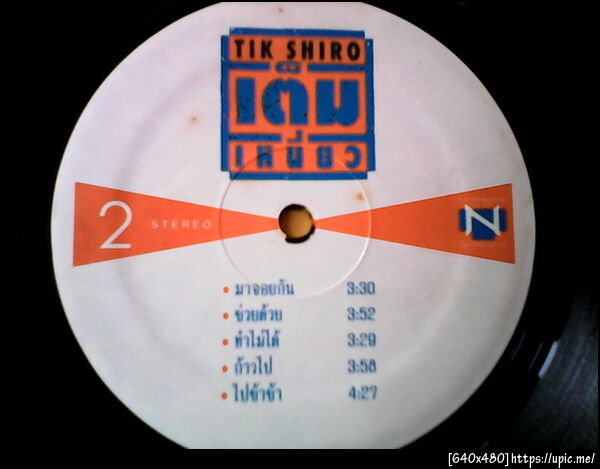 TIK SHIRO
เต็ม
เหนี่ยว
2 STEREO N
• มาจอยกัน 3:30
• ช่วยด้วย 3:52
• ทำไม่ได้ 3:29
• ก้าวไป 3:58
• ไปช้าช้า 4:27
[640x480]https://upic.me/